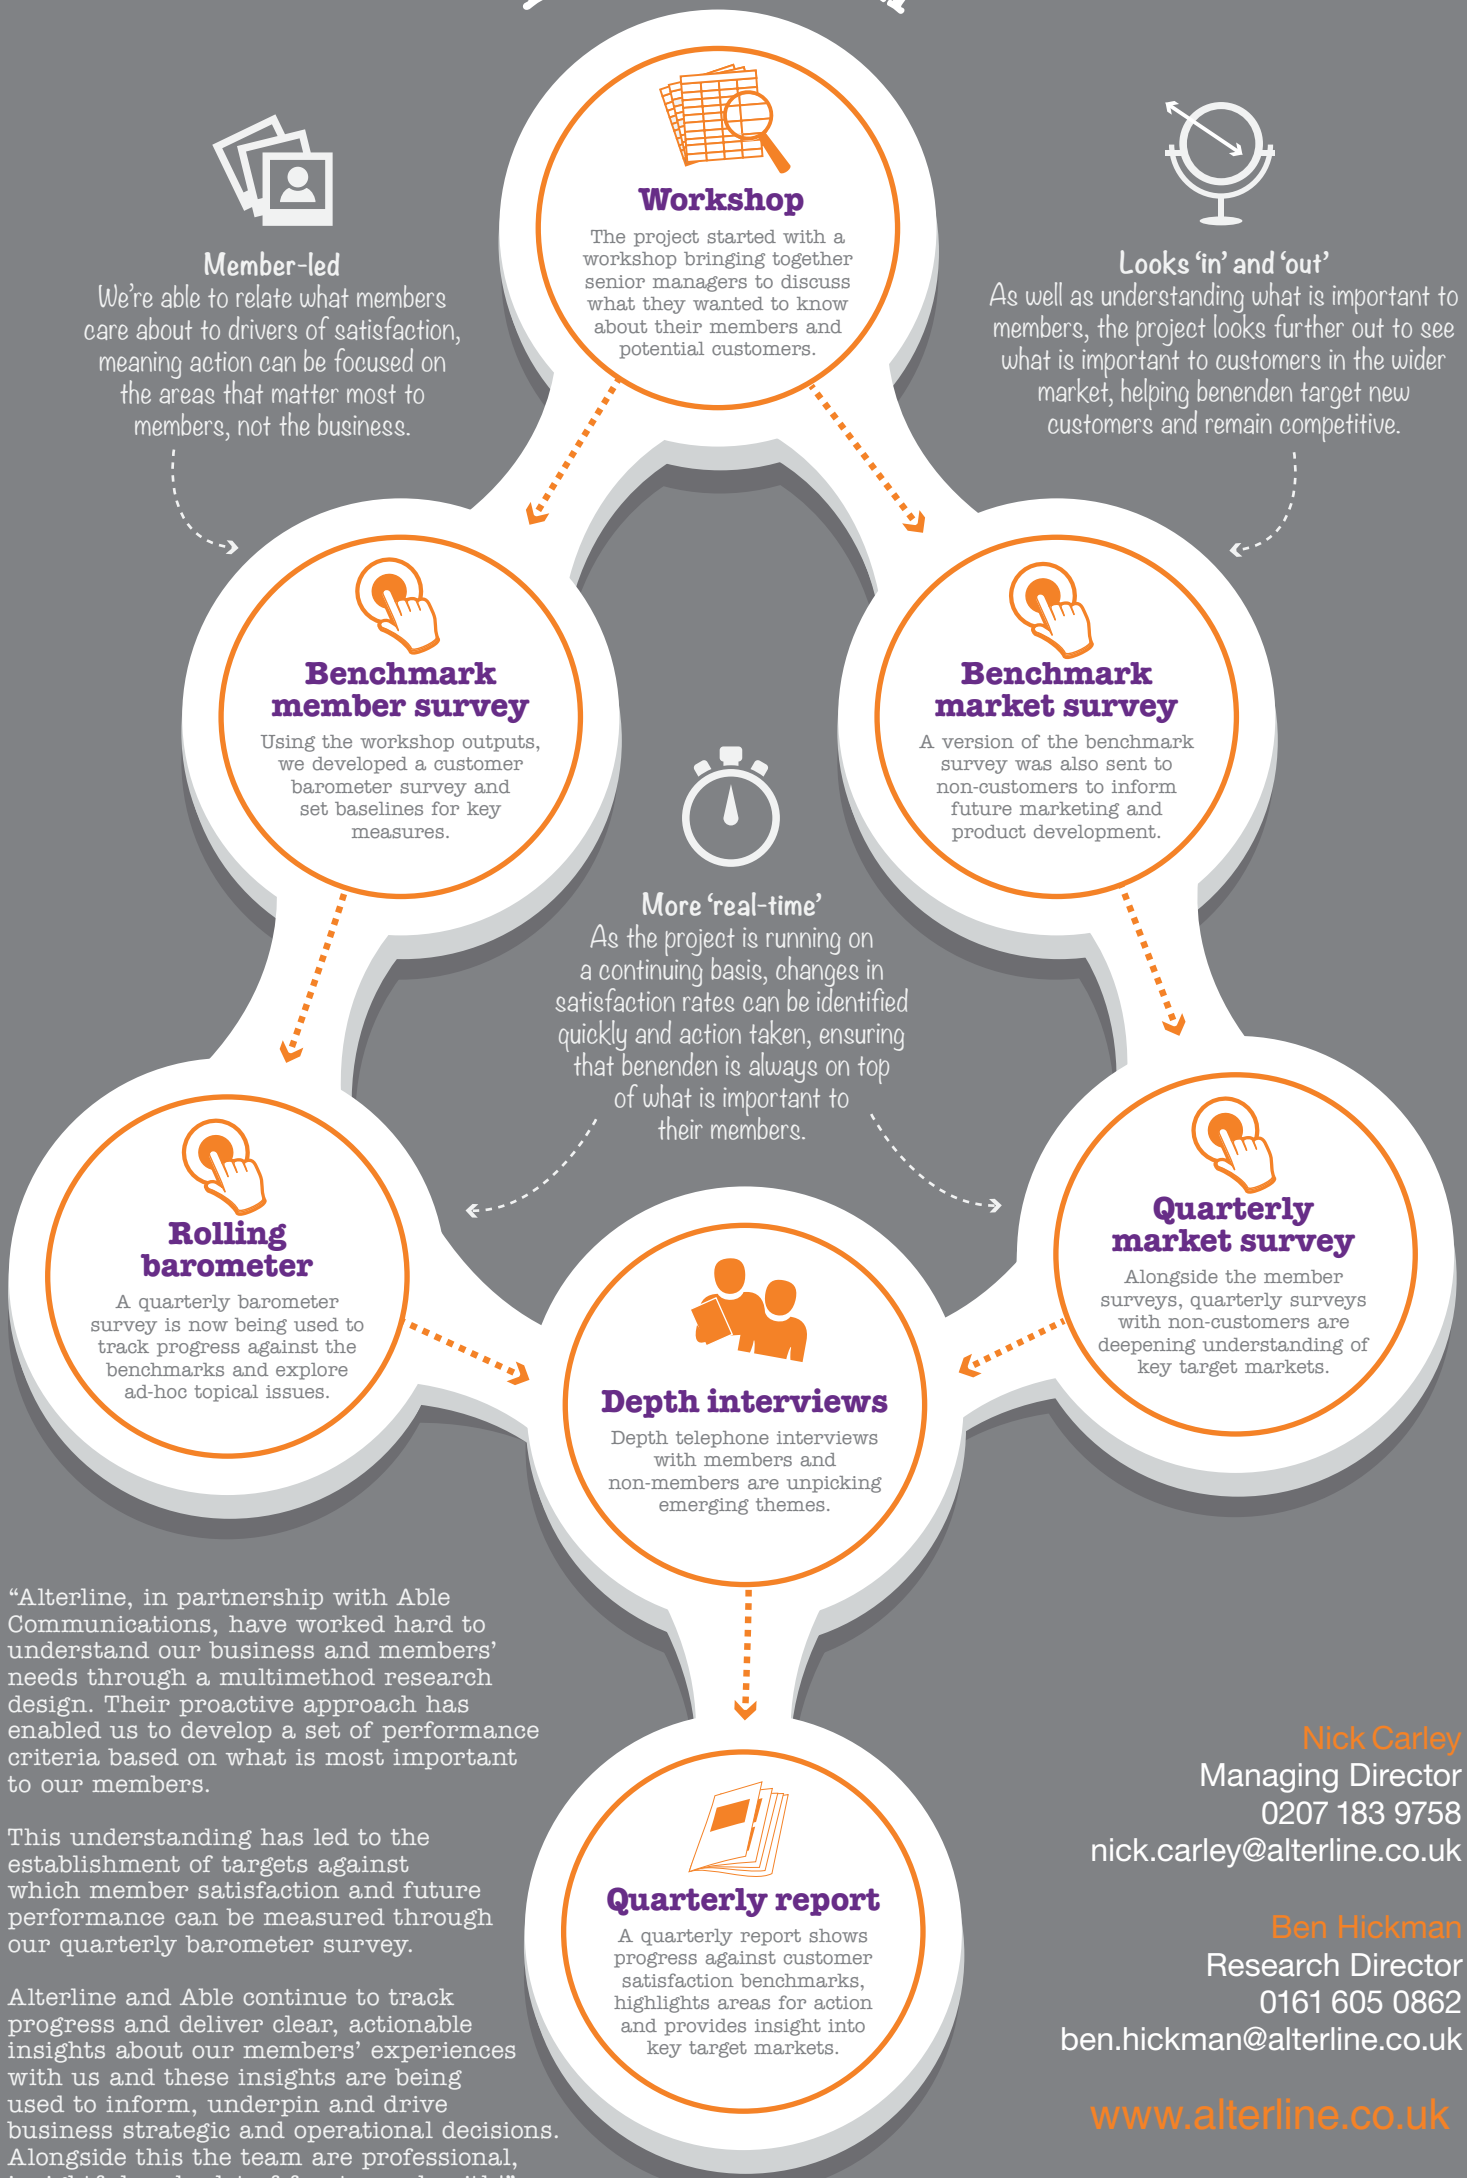 Workshop
The project started with a
workshop bringing together
senior managers to discuss
what they wanted to know
about their members and
potential customers.
Member-led
We're able to relate what members
care about to drivers of satisfaction,
meaning action can be focused on
the areas that matter most to
members, not the business.
Looks ‘in’ and ‘out’
As well as understanding what is important to
members, the project looks further out to see
what is important to customers in the wider
market, helping benenden target new
customers and remain competitive.
Benchmark
member survey
Using the workshop outputs,
we developed a customer
barometer survey and
set baselines for key
measures.
Benchmark
market survey
A version of the benchmark
survey was also sent to
non-customers to inform
future marketing and
product development.
More ‘real-time’
As the project is running on
a continuing basis, changes in
satisfaction rates can be identified
quickly and action taken, ensuring
that benenden is always on top
of what is important to
their members.
Rolling
barometer
A quarterly barometer
survey is now being used to
track progress against the
benchmarks and explore
ad-hoc topical issues.
Quarterly
market survey
Alongside the member
surveys, quarterly surveys
with non-customers are
deepening understanding of
key target markets.
Depth interviews
Depth telephone interviews
with members and
non-members are unpicking
emerging themes.
“Alterline, in partnership with Able
Communications, have worked hard to
understand our business and members’
needs through a multimethod research
design. Their proactive approach has
enabled us to develop a set of performance
criteria based on what is most important
to our members.
This understanding has led to the
establishment of targets against
which member satisfaction and future
performance can be measured through
our quarterly barometer survey.
Alterline and Able continue to track
progress and deliver clear, actionable
insights about our members’ experiences
with us and these insights are being
used to inform, underpin and drive
business strategic and operational decisions.
Alongside this the team are professional,
Quarterly report
A quarterly report shows
progress against customer
satisfaction benchmarks,
highlights areas for action
and provides insight into
key target markets.
Nick Carley
Managing Director
0207 183 9758
nick.carley@alterline.co.uk
Ben Hickman
Research Director
0161 605 0862
ben.hickman@alterline.co.uk
www.alterline.co.uk